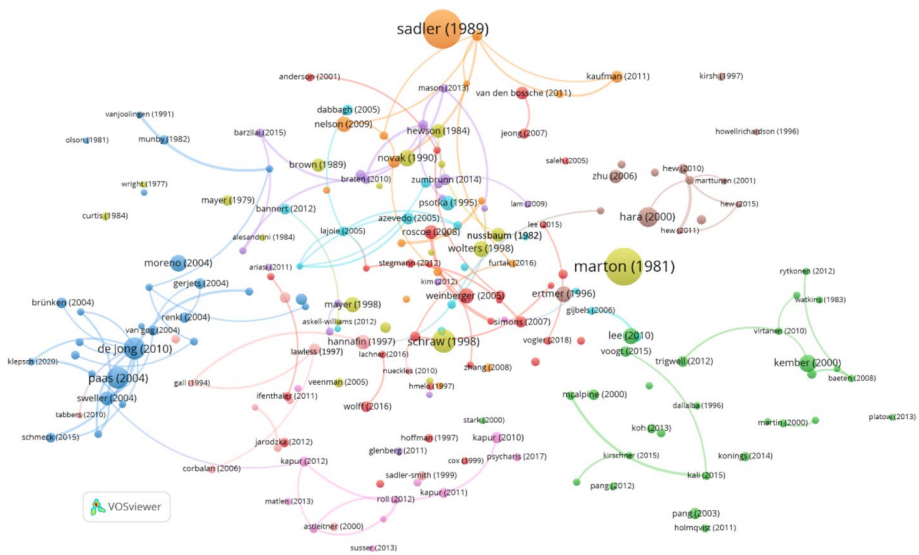 sadler (1989)
anderson (2001)
mason (2013)
kaufman (2011)
kirsh (1997)
van den bossche (2011)
vanjoolingen (1991)
dabbagh (2005)
nelson (2009)
hewson (1984)
jeong (2007)
howellrichardson (1996)
olson (1981)
munby (1982)
barzilai (2015)
brown (1989)
novak (1990)
saleh (2005)
hew (2010)
wright (1977)
braten (2010)
zumbrunn (2014)
zhu (2006)
marttunen (2001)
mayer (1979)
psotka (1995)
lam (2009)
hew (2015)
curtis (1984)
bannert (2012)
azevedo (2005)
hara (2000)
lajoie (2005)
roscoe (2008)
lee (2015)
hew (2011)
alesandrini (1984)
nussbaum (1982)
wolters (1998)
moreno (2004)
ariasi (2011)
stegmann (2012)
furtak (2016)
marton (1981)
rytkonen (2012)
gerjets (2004)
kim (2012)
weinberger (2005)
ertmer (1996)
watkins (1983)
brünken (2004)
mayer (1998)
gijbels (2006)
renkl (2004)
askell-williams (2012)
simons (2007)
virtanen (2010)
van gog (2004)
hannafin (1997)
schraw (1998)
lee (2010)
de jong (2010)
lawless (1997)
lachner (2016)
vogler (2018)
voogt (2015)
trigwell (2012)
kember (2000)
klepson (2020)
nueckles (2010)
zhang (2008)
baeten (2008)
paas (2004)
gall (1994)
veenman (2005)
hmelo (1997)
sweller (2004)
ifenthaler (2011)
wolff (2016)
mcalpine (2000)
dallalba (1996)
tabbers (2010)
stark (2000)
martin (2000)
platow (2013)
schmeck (2015)
jarodzka (2012)
hoffman (1997)
kapur (2010)
koh (2013)
glenberg (2011)
psycharis (2017)
kirschner (2015)
konings (2014)
corbalan (2006)
kapur (2012)
cox (1999)
sadler-smith (1999)
kali (2015)
kapur (2011)
pang (2012)
matlen (2013)
roll (2012)
VOSviewer
pang (2003)
astleitner (2000)
holmqvist (2011)
susser (2013)